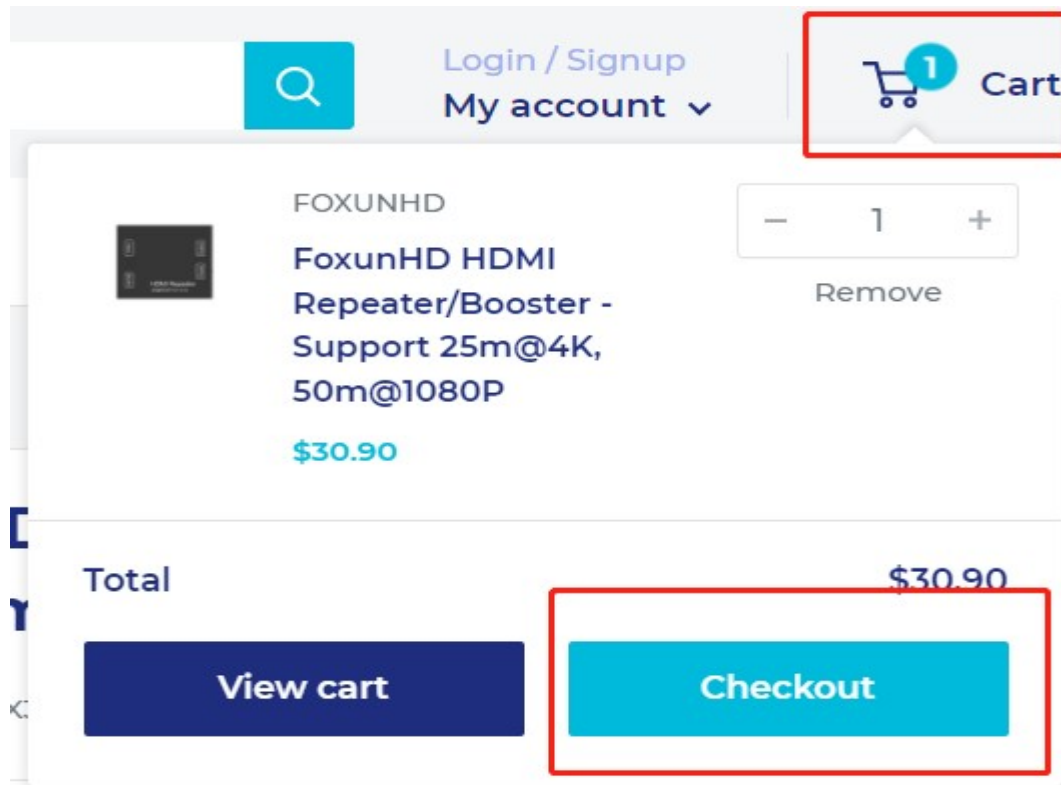 Login / Signup
My account
1
Cart
FOXUNHD
FoxunHD HDMI
Repeater/Booster -
Support 25m@4K,
50m@1080P
$30.90
− 1 +
Remove
Total
$30.90
View cart
Checkout